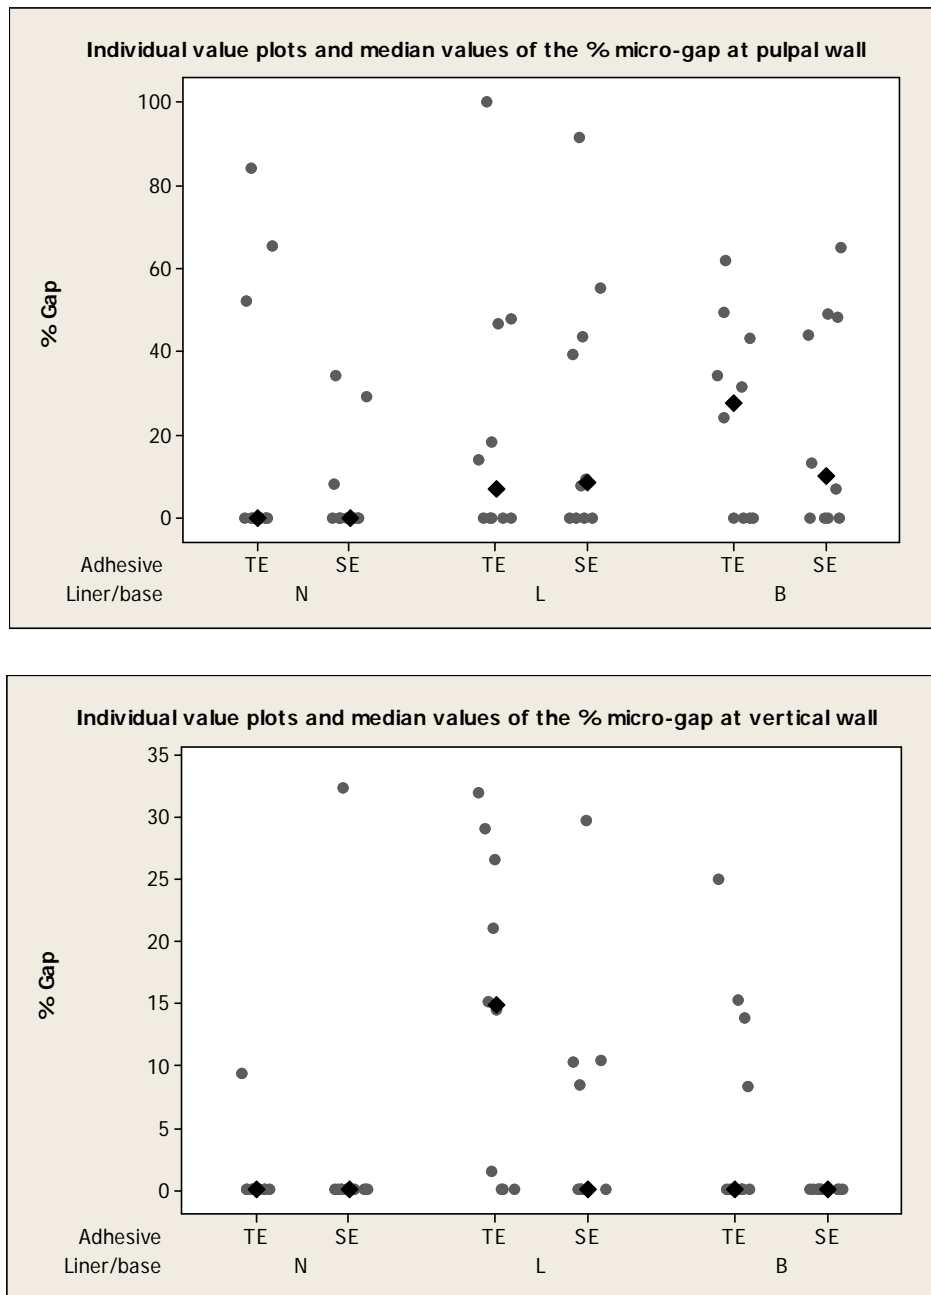 Individual value plots and median values of the % micro-gap at pulpal wall
100
80
60
40
20
0
% Gap
Adhesive TE SE TE SE TE SE
Liner/base N L B
Individual value plots and median values of the % micro-gap at vertical wall
35
30
25
20
15
10
5
0
% Gap
Adhesive TE SE TE SE TE SE
Liner/base N L B